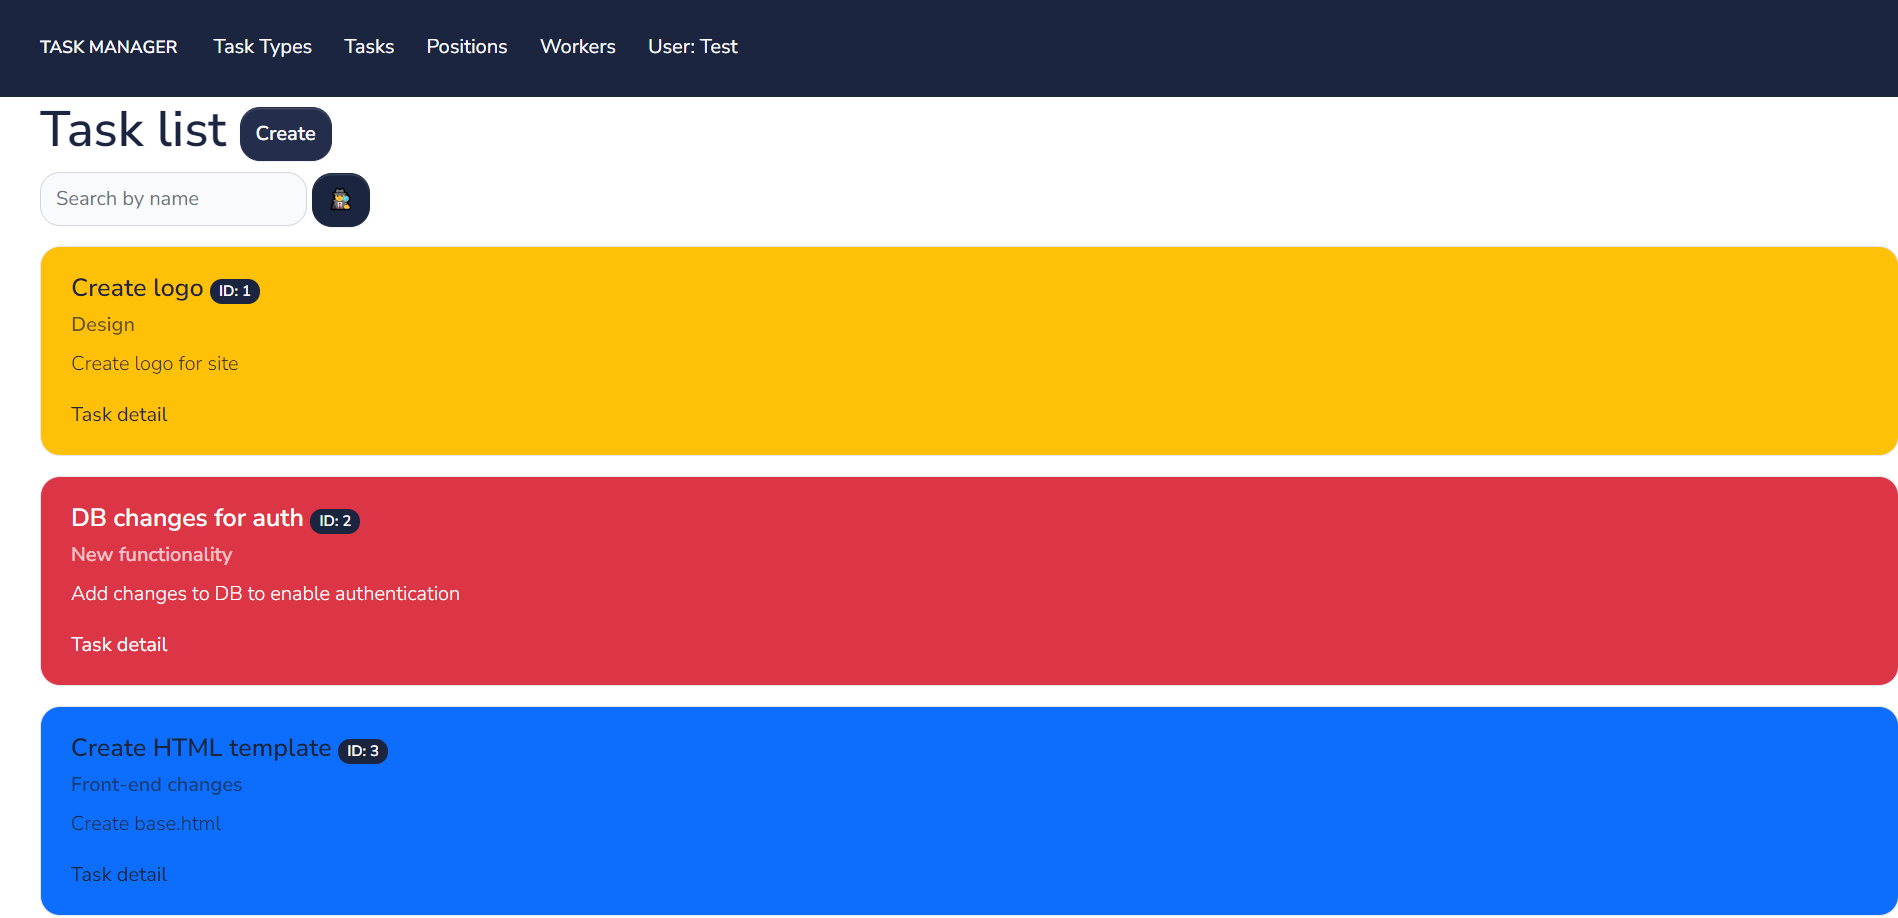 TASK MANAGER Task Types Tasks Positions Workers User: Test
Task list Create
Search by name
Create logo ID: 1
Design
Create logo for site
Task detail
DB changes for auth ID: 2
New functionality
Add changes to DB to enable authentication
Task detail
Create HTML template ID: 3
Front-end changes
Create base.html
Task detail